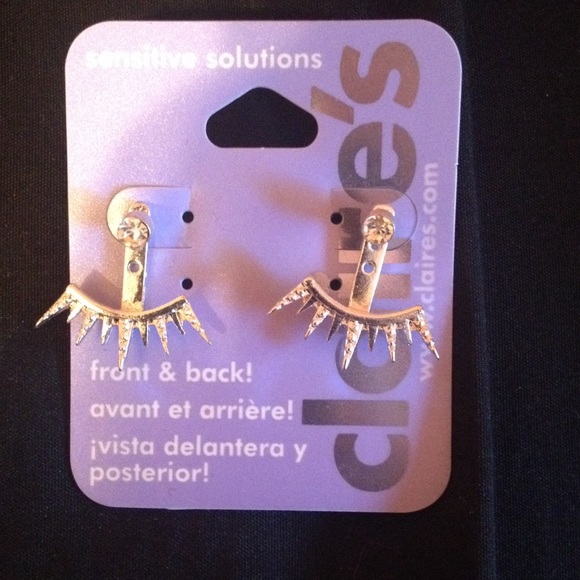 sensitive solutions
claire's
www.claires.com
front & back!
avant et arrière!
¡vista delantera y
posterior!